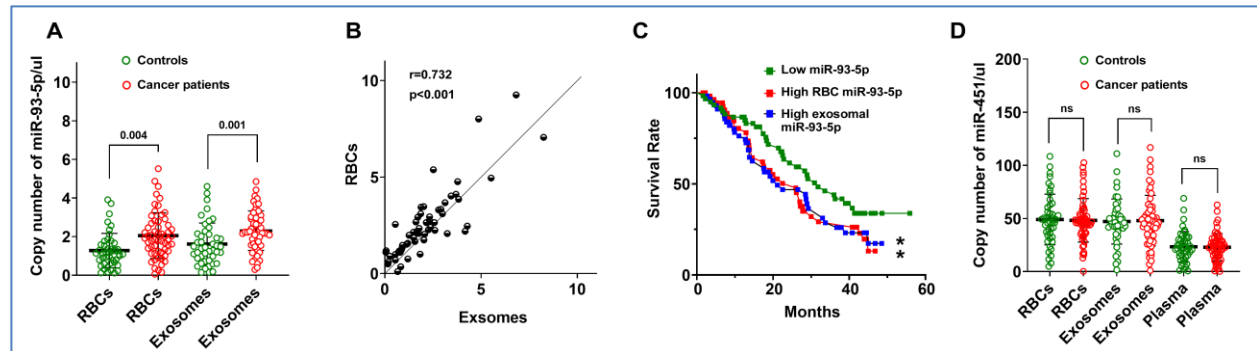 A
Controls
Cancer patients
Copy number of miR-93-5p/ul
10
8
6
4
2
0
0.004
0.001
RBCs
RBCs
Exosomes
Exosomes
B
r=0.732
p<0.001
RBCs
10
5
0
0
5
10
Exsomes
C
Low miR-93-5p
High RBC miR-93-5p
High exosomal
miR-93-5p
Survival Rate
100
50
0
0
10
20
30
40
50
60
Months
*
*
D
Controls
Cancer patients
Copy number of miR-451/ul
200
150
100
50
0
ns
ns
ns
RBCs
RBCs
Exosomes
Exosomes
Plasma
Plasma